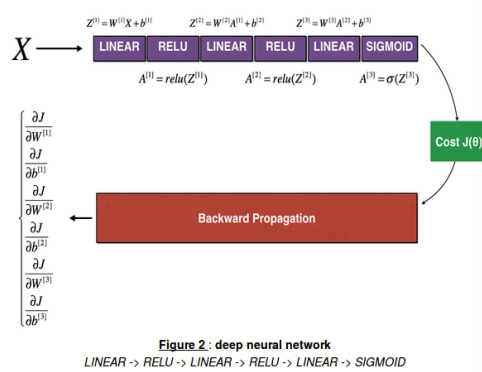 Z^[1]=W^[1]X+b^[1] Z^[2]=W^[2]A^[1]+b^[2] Z^[3]=W^[3]A^[2]+b^[3]
X LINEAR RELU LINEAR RELU LINEAR SIGMOID
A^[1]=relu(Z^[1]) A^[2]=relu(Z^[2]) A^[3]=σ(Z^[3])
Cost J(θ)
Backward Propagation
∂J/∂W^[1]
∂J/∂b^[1]
∂J/∂W^[2]
∂J/∂b^[2]
∂J/∂W^[3]
∂J/∂b^[3]
Figure 2 : deep neural network
LINEAR -> RELU -> LINEAR -> RELU -> LINEAR -> SIGMOID